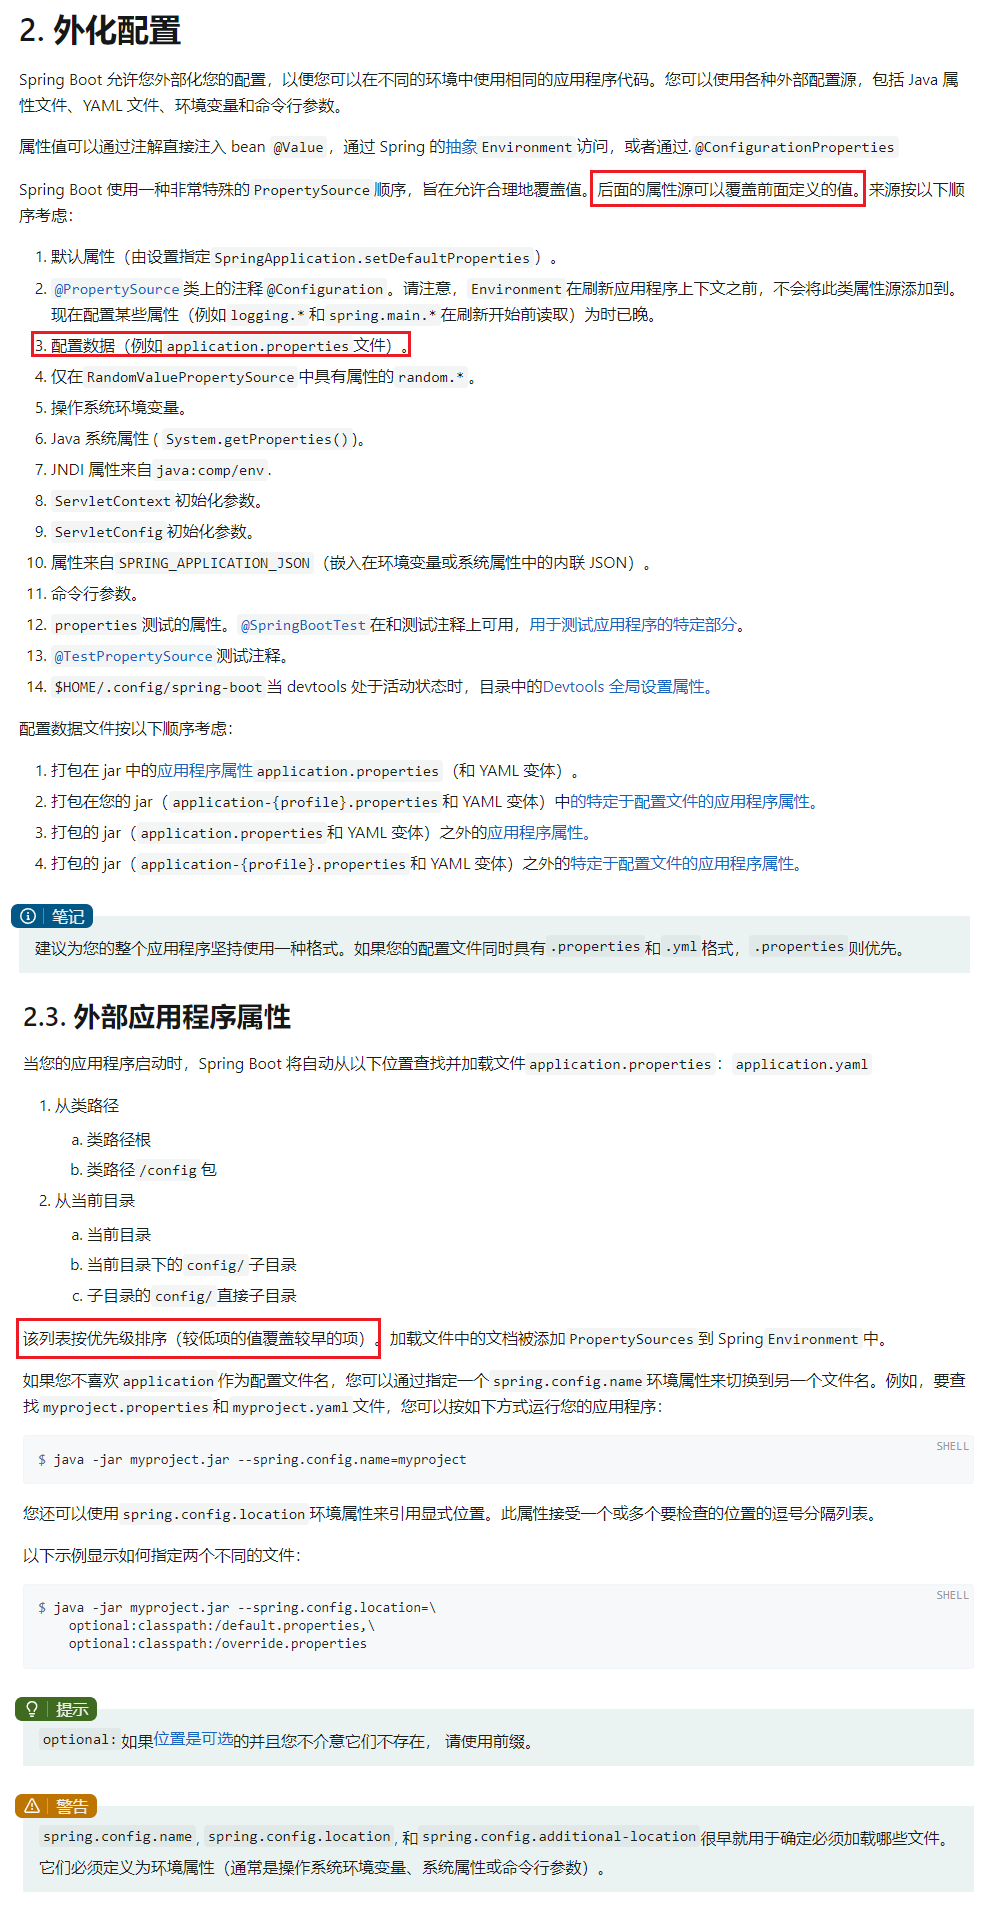 2. 外化配置
Spring Boot 允许您外部化您的配置，以便您可以在不同的环境中使用相同的应用程序代码。您可以使用各种外部配置源，包括 Java 属
性文件、YAML 文件、环境变量和命令行参数。
属性值可以通过注解直接注入 bean @Value ，通过 Spring 的抽象 Environment 访问，或者通过. @ConfigurationProperties
Spring Boot 使用一种非常特殊的 PropertySource 顺序，旨在允许合理地覆盖值。后面的属性源可以覆盖前面定义的值。来源按以下顺
序考虑：
1. 默认属性（由设置指定 SpringApplication.setDefaultProperties ）。
2. @PropertySource 类上的注释 @Configuration 。请注意， Environment 在刷新应用程序上下文之前，不会将此类属性源添加到。
现在配置某些属性（例如 logging.* 和 spring.main.* 在刷新开始前读取）为时已晚。
3. 配置数据（例如 application.properties 文件）。
4. 仅在 RandomValuePropertySource 中具有属性的 random.* 。
5. 操作系统环境变量。
6. Java 系统属性 ( System.getProperties() )。
7. JNDI 属性来自 java:comp/env .
8. ServletContext 初始化参数。
9. ServletConfig 初始化参数。
10. 属性来自 SPRING_APPLICATION_JSON （嵌入在环境变量或系统属性中的内联 JSON）。
11. 命令行参数。
12. properties 测试的属性。 @SpringBootTest 在和测试注释上可用，用于测试应用程序的特定部分。
13. @TestPropertySource 测试注释。
14. $HOME/.config/spring-boot 当 devtools 处于活动状态时，目录中的Devtools 全局设置属性。
配置数据文件按以下顺序考虑：
1. 打包在 jar 中的应用程序属性 application.properties （和 YAML 变体）。
2. 打包在您的 jar（ application-{profile}.properties 和 YAML 变体）中的特定于配置文件的应用程序属性。
3. 打包的 jar（ application.properties 和 YAML 变体）之外的应用程序属性。
4. 打包的 jar（ application-{profile}.properties 和 YAML 变体）之外的特定于配置文件的应用程序属性。
笔记
建议为您的整个应用程序坚持使用一种格式。如果您的配置文件同时具有 .properties 和 .yml 格式， .properties 则优先。
2.3. 外部应用程序属性
当您的应用程序启动时，Spring Boot 将自动从以下位置查找并加载文件 application.properties ： application.yaml
1. 从类路径
a. 类路径根
b. 类路径 /config 包
2. 从当前目录
a. 当前目录
b. 当前目录下的 config/ 子目录
c. 子目录的 config/ 直接子目录
该列表按优先级排序（较低项的值覆盖较早的项）。加载文件中的文档被添加 PropertySources 到 Spring Environment 中。
如果您不喜欢 application 作为配置文件名，您可以通过指定一个 spring.config.name 环境属性来切换到另一个文件名。例如，要查
找 myproject.properties 和 myproject.yaml 文件，您可以按如下方式运行您的应用程序：
SHELL
$ java -jar myproject.jar --spring.config.name=myproject
您还可以使用 spring.config.location 环境属性来引用显式位置。此属性接受一个或多个要检查的位置的逗号分隔列表。
以下示例显示如何指定两个不同的文件：
SHELL
$ java -jar myproject.jar --spring.config.location=\
optional:classpath:/default.properties,\
optional:classpath:/override.properties
提示
optional: 如果位置是可选的并且您不介意它们不存在， 请使用前缀。
警告
spring.config.name , spring.config.location , 和 spring.config.additional-location 很早就用于确定必须加载哪些文件。
它们必须定义为环境属性（通常是操作系统环境变量、系统属性或命令行参数）。